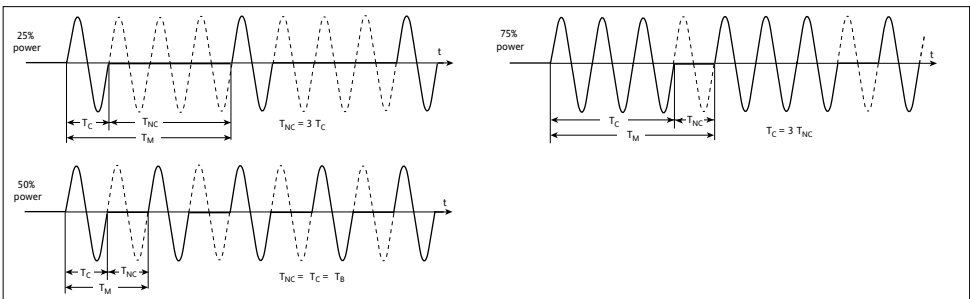 25%
power
t
T_C
T_NC
T_M
T_NC = 3 T_C
75%
power
t
T_C
T_NC
T_M
T_C = 3 T_NC
50%
power
t
T_C
T_NC
T_M
T_NC = T_C = T_B